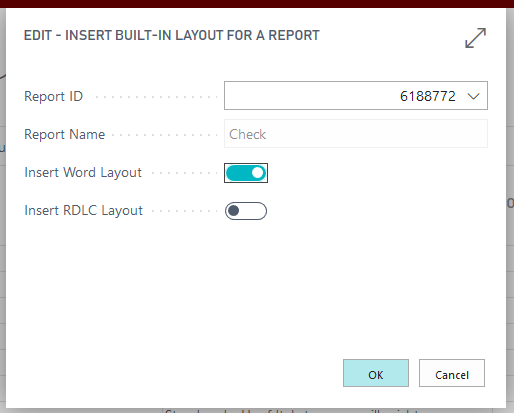 EDIT - INSERT BUILT-IN LAYOUT FOR A REPORT
Report ID 6188772
Report Name Check
Insert Word Layout
Insert RDLC Layout
OK Cancel